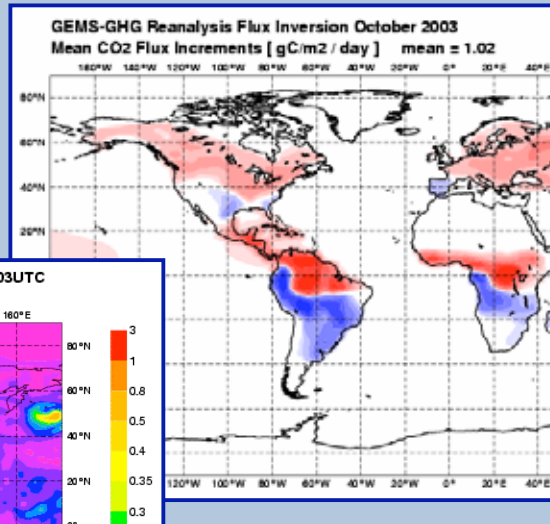 GEMS-GHG Reanalysis Flux Inversion October 2003
Mean CO2 Flux Increments [ gC/m2 / day ] mean = 1.02
160°W 140°W 120°W 100°W 80°W 60°W 40°W 20°W 0° 20°E 40°E
80°N
60°N
40°N
20°N
120°W 100°W 80°W 60°W 40°W 20°W 0° 20°E 40°E
03UTC
160°E
80°N
60°N
40°N
20°N
3
1
0.8
0.5
0.4
0.35
0.3